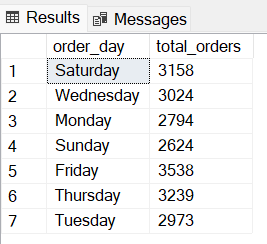 Results Messages
order_day total_orders
1 Saturday 3158
2 Wednesday 3024
3 Monday 2794
4 Sunday 2624
5 Friday 3538
6 Thursday 3239
7 Tuesday 2973